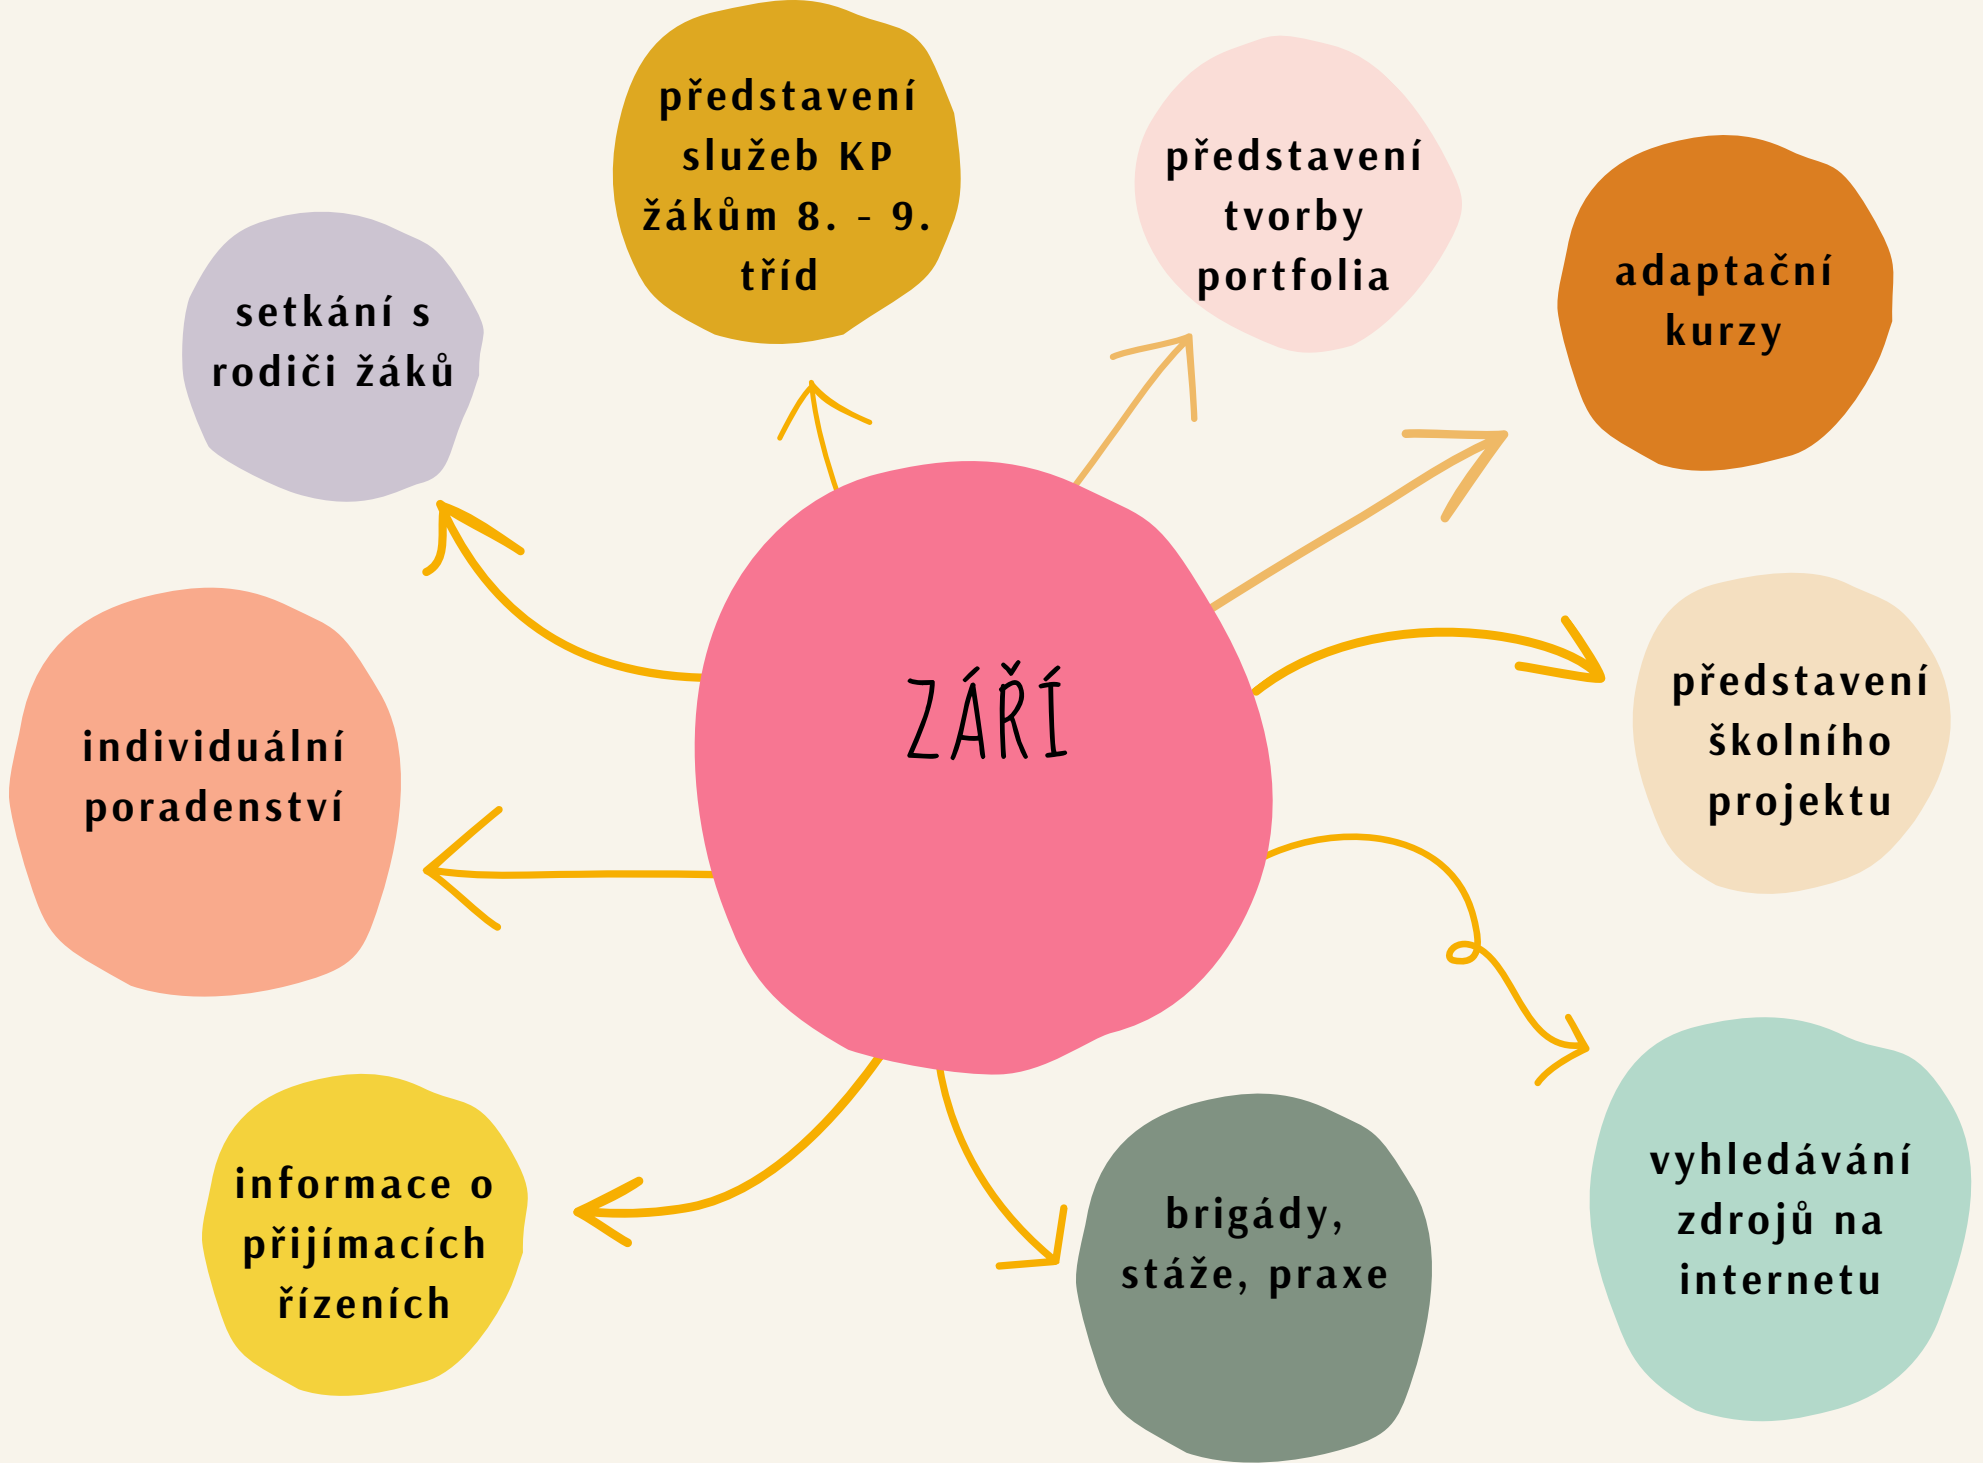 představení
služeb KP
žákům 8. - 9.
tříd
představení
tvorby
portfolia
adaptační
kurzy
setkání s
rodiči žáků
ZÁŘÍ
představení
školního
projektu
individuální
poradenství
vyhledávání
zdrojů na
internetu
informace o
přijímacích
řízeních
brigády,
stáže, praxe